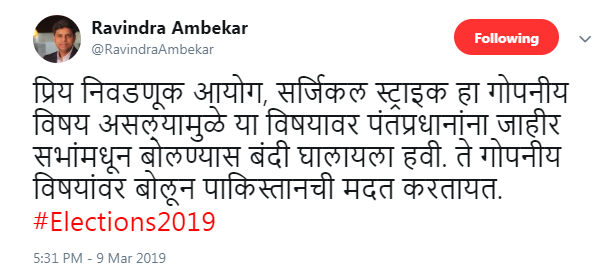 Ravindra Ambekar
@RavindraAmbekar
Following
प्रिय निवडणूक आयोग, सर्जिकल स्ट्राइक हा गोपनीय
विषय असल्यामुळे या विषयावर पंतप्रधानांना जाहीर
सभांमधून बोलण्यास बंदी घालायला हवी. ते गोपनीय
विषयांवर बोलून पाकिस्तानची मदत करतायत.
#Elections2019
5:31 PM - 9 Mar 2019